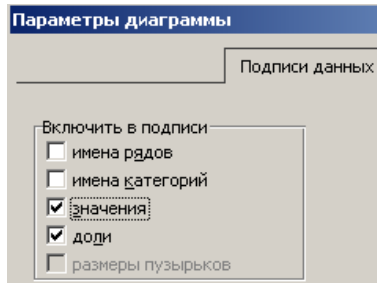 Параметры диаграммы
Подписи данных
Включить в подписи
имена рядов
имена категорий
значения
доли
размеры пузырьков